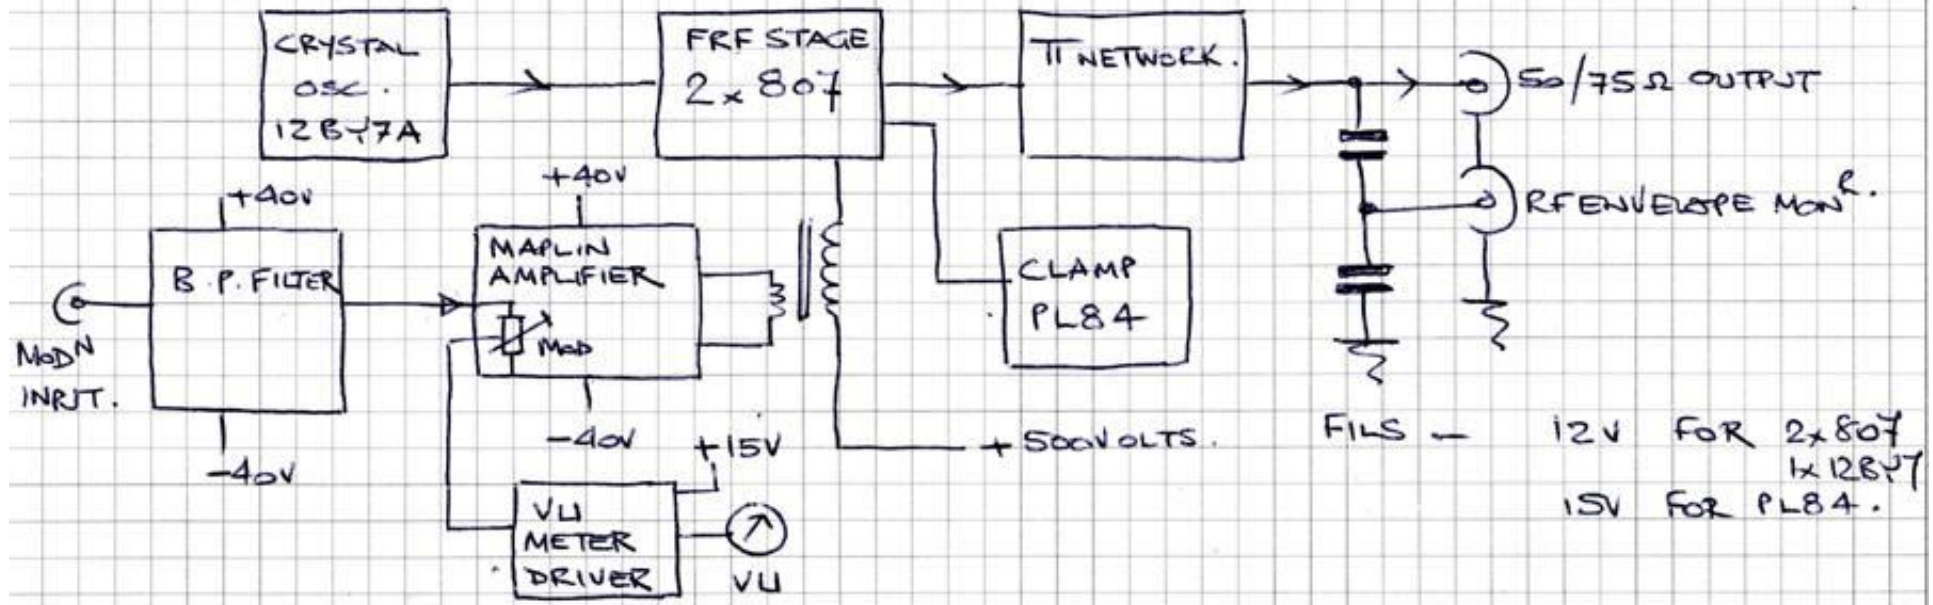 CRYSTAL
OSC.
12BY7A
FRF STAGE
2 x 807
π NETWORK.
50/75Ω OUTPUT
RF ENVELOPE MONR.
+40V
B.P. FILTER
-40V
MODN
INPUT.
+40V
MAPLIN
AMPLIFIER
MOD
-40V
CLAMP
PL84
+ 500VOLTS.
+15V
VU
METER
DRIVER
VU
FILS - 12V FOR 2x807
1x12BY7
15V FOR PL84.